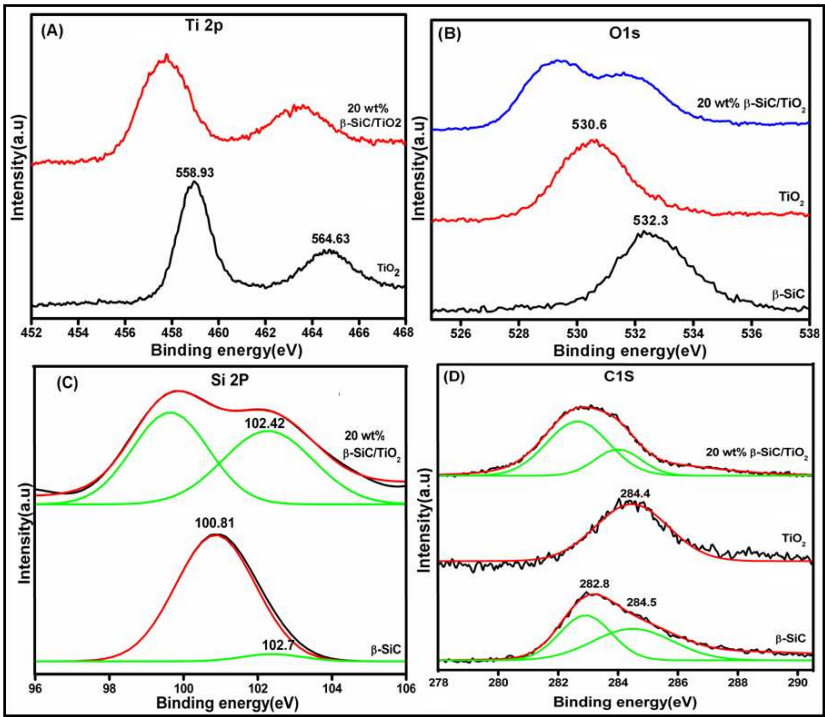 (A)
Ti 2p
20 wt%
β-SiC/TiO2
558.93
564.63
TiO2
Intensity(a.u)
452 454 456 458 460 462 464 466 468
Binding energy(eV)
(B)
O1s
20 wt% β-SiC/TiO2
530.6
TiO2
532.3
β-SiC
Intensity(a.u)
526 528 530 532 534 536 538
Binding energy(eV)
(C)
Si 2P
102.42
20 wt%
β-SiC/TiO2
100.81
102.7
β-SiC
Intensity(a.u)
96 98 100 102 104 106
Binding energy(eV)
(D)
C1S
20 wt% β-SiC/TiO2
284.4
TiO2
282.8
284.5
β-SiC
Intensity(a.u)
278 280 282 284 286 288 290
Binding energy(eV)